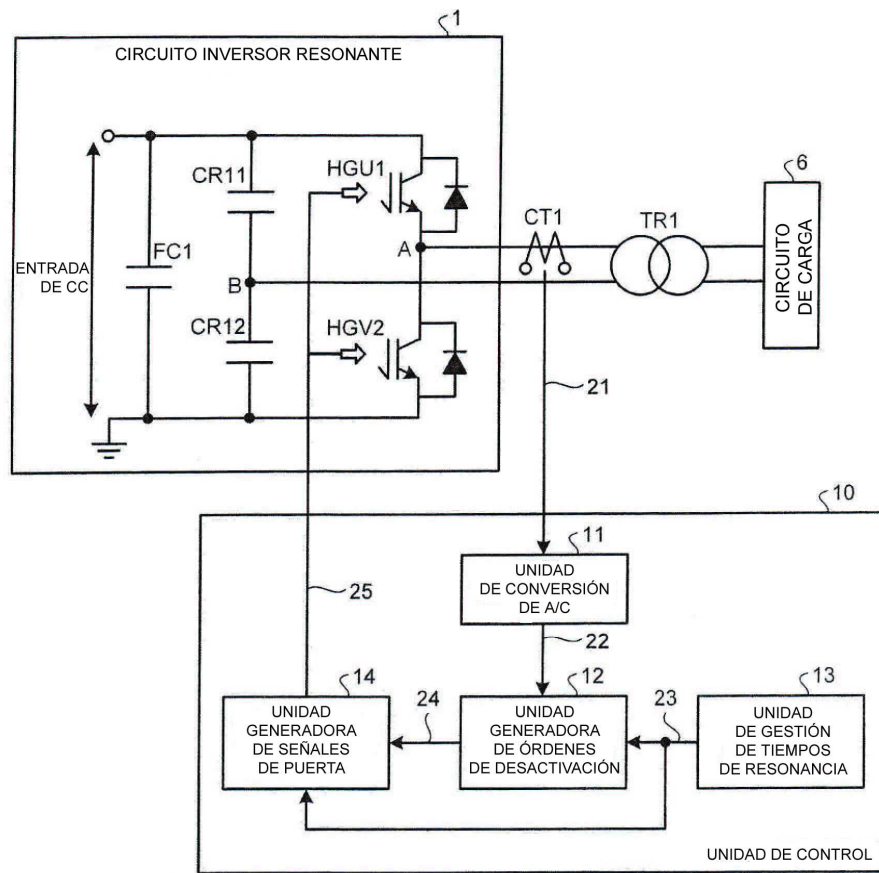 1
CIRCUITO INVERSOR RESONANTE
HGU1
CR11
FC1
A
CT1
TR1
6
CIRCUITO
DE CARGA
ENTRADA
DE CC
B
CR12
HGV2
21
10
11
UNIDAD
DE CONVERSIÓN
DE A/C
25
22
14
UNIDAD
GENERADORA
DE SEÑALES
DE PUERTA
24
12
UNIDAD
GENERADORA
DE ÓRDENES
DE DESACTIVACIÓN
23
13
UNIDAD
DE GESTIÓN
DE TIEMPOS
DE RESONANCIA
UNIDAD DE CONTROL